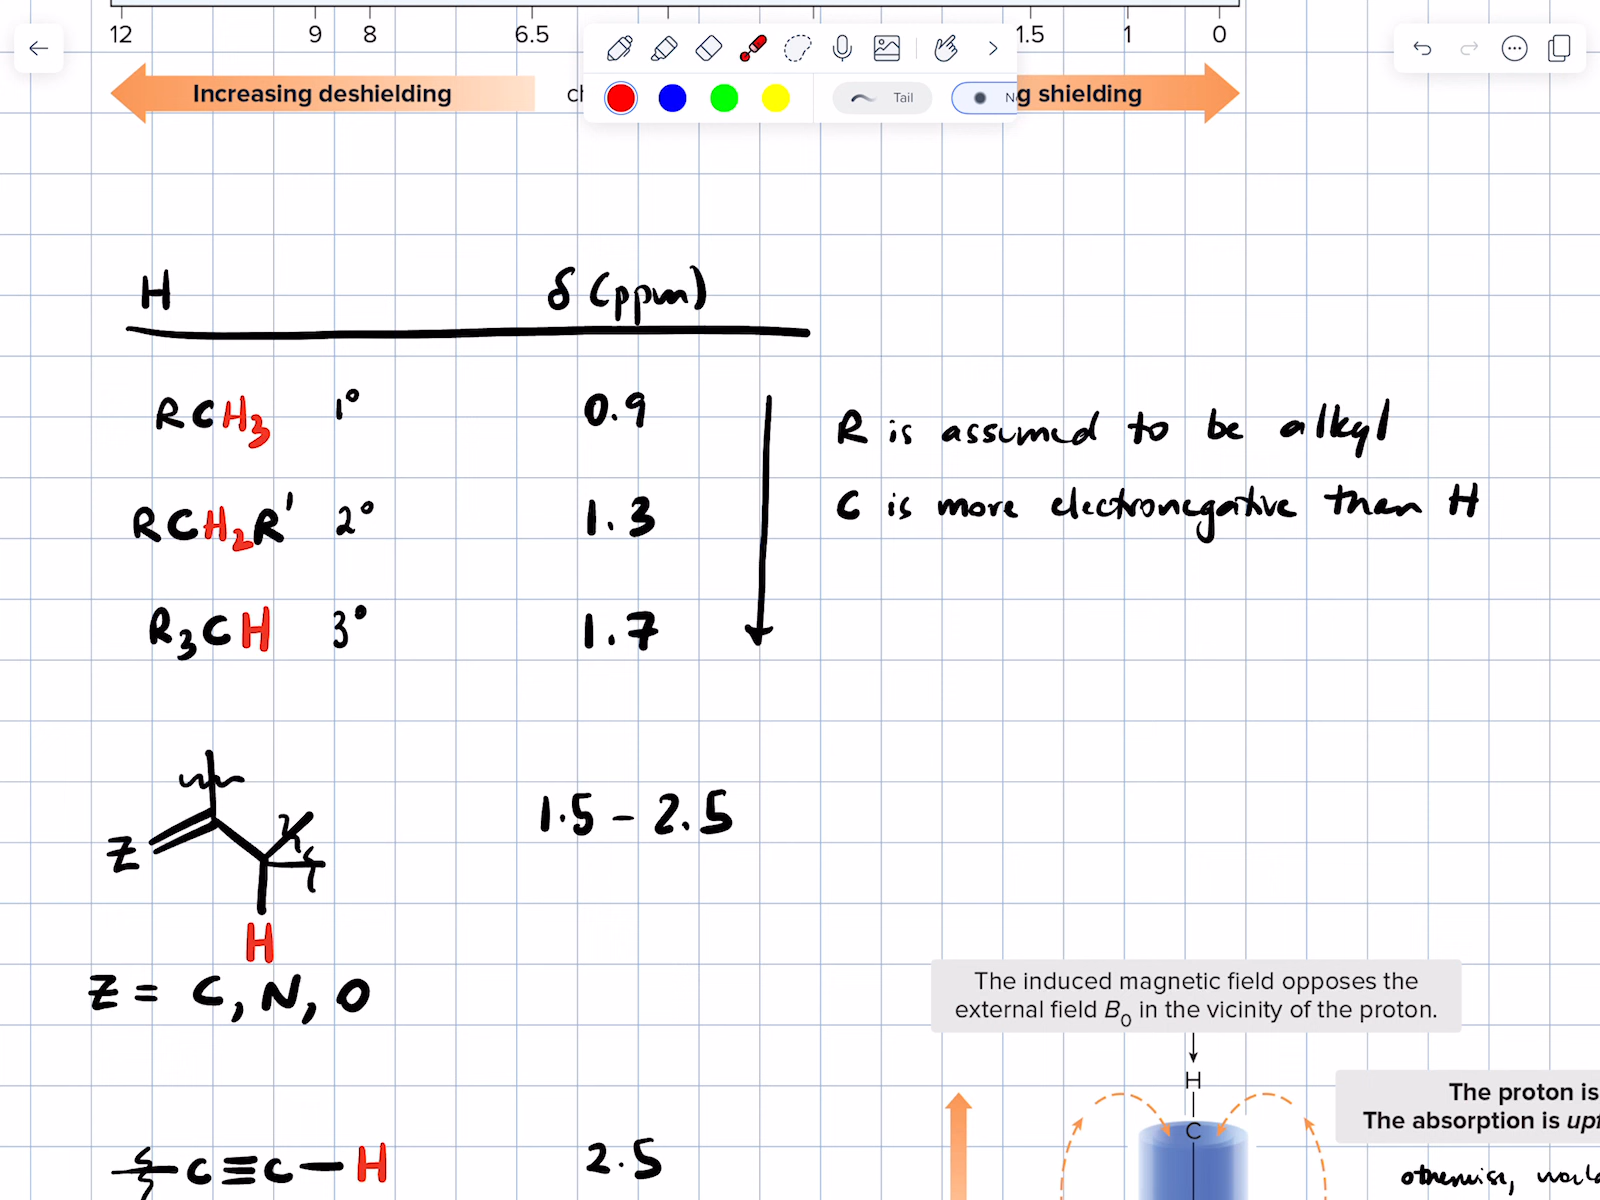 12 9 8 6.5 1.5 1 0
Increasing deshielding
g shielding
Tail
H δ (ppm)
RCH3 1° 0.9
RCH2R' 2° 1.3
R3CH 3° 1.7
R is assumed to be alkyl
C is more electronegative than H
Z
H
1.5 – 2.5
Z = C, N, O
C≡C–H 2.5
The induced magnetic field opposes the
external field B0 in the vicinity of the proton.
H
C
The proton is
The absorption is
otherwise,